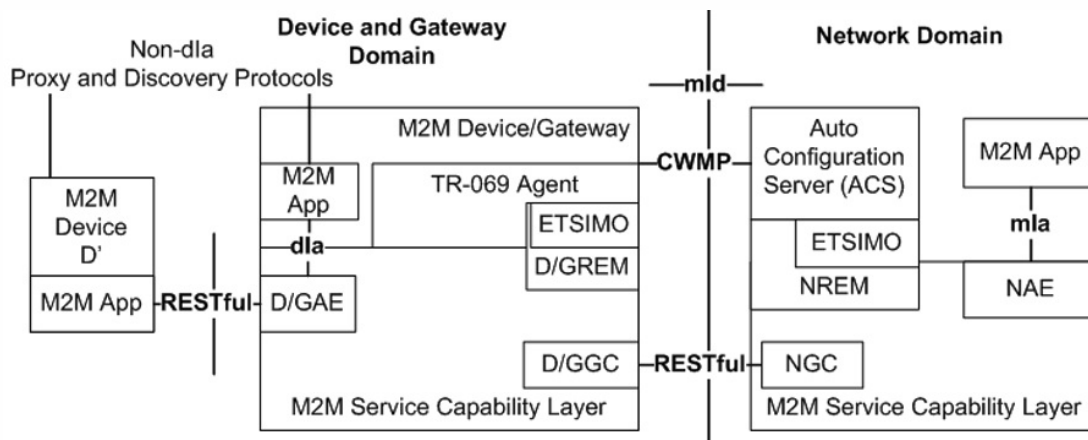 Non-dIa
Proxy and Discovery Protocols
Device and Gateway
Domain
Network Domain
mId
M2M Device/Gateway
M2M
App
TR-069 Agent
ETSIMO
D/GREM
CWMP
Auto
Configuration
Server (ACS)
ETSIMO
NREM
M2M App
mIa
NAE
M2M
Device
D'
M2M App
RESTful
dIa
D/GAE
D/GGC
RESTful
NGC
M2M Service Capability Layer
M2M Service Capability Layer